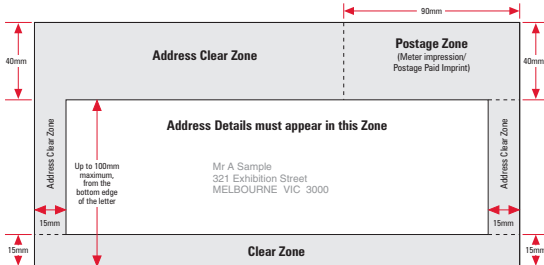 90mm
Address Clear Zone
Postage Zone
(Meter impression/
Postage Paid Imprint)
40mm
40mm
Address Details must appear in this Zone
Address Clear Zone
Address Clear Zone
Up to 100mm
maximum,
from the
bottom edge
of the letter
Mr A Sample
321 Exhibition Street
MELBOURNE VIC 3000
15mm
15mm
15mm
Clear Zone
15mm